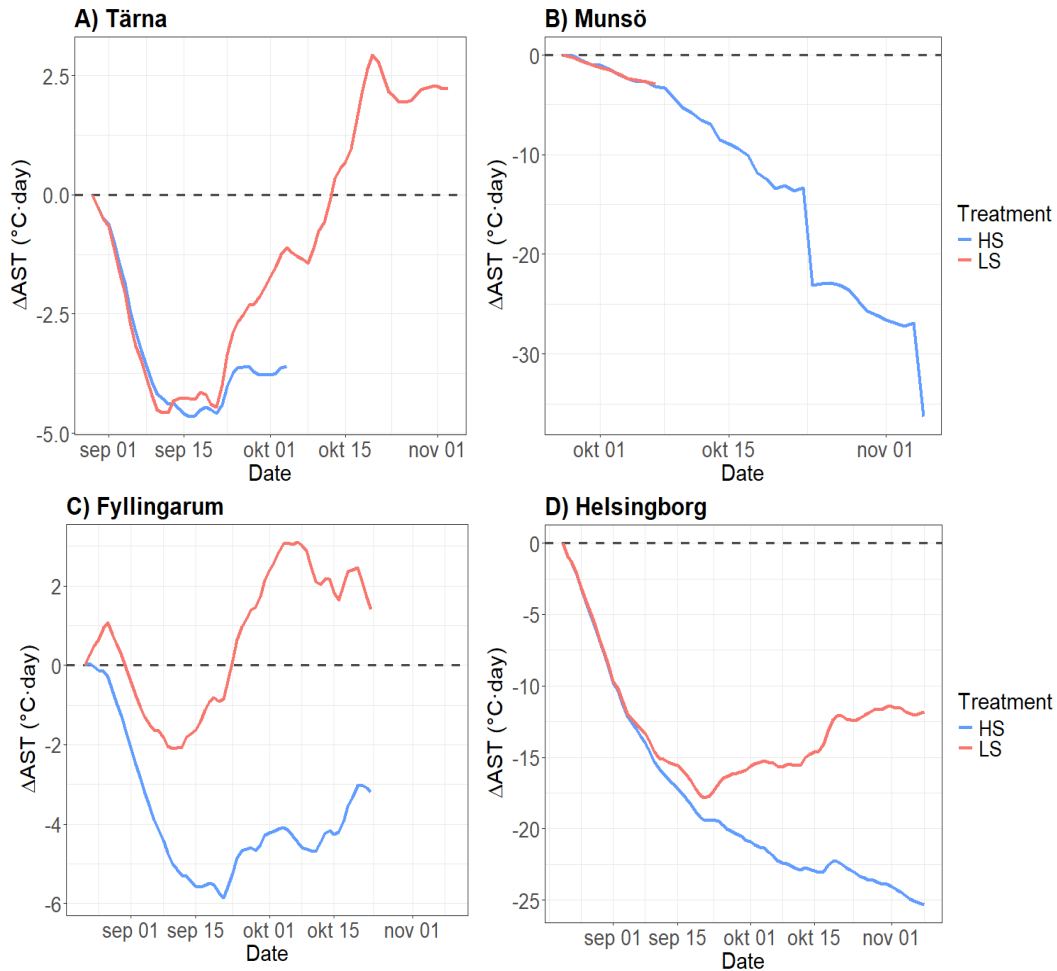 A) Tärna
ΔAST (°C·day)
2.5
0.0
-2.5
-5.0
sep 01
sep 15
okt 01
okt 15
nov 01
Date
B) Munsö
ΔAST (°C·day)
0
-10
-20
-30
okt 01
okt 15
nov 01
Date
Treatment
HS
LS
C) Fyllingarum
ΔAST (°C·day)
2
0
-2
-4
-6
sep 01
sep 15
okt 01
okt 15
nov 01
Date
D) Helsingborg
ΔAST (°C·day)
0
-5
-10
-15
-20
-25
sep 01
sep 15
okt 01
okt 15
nov 01
Date
Treatment
HS
LS